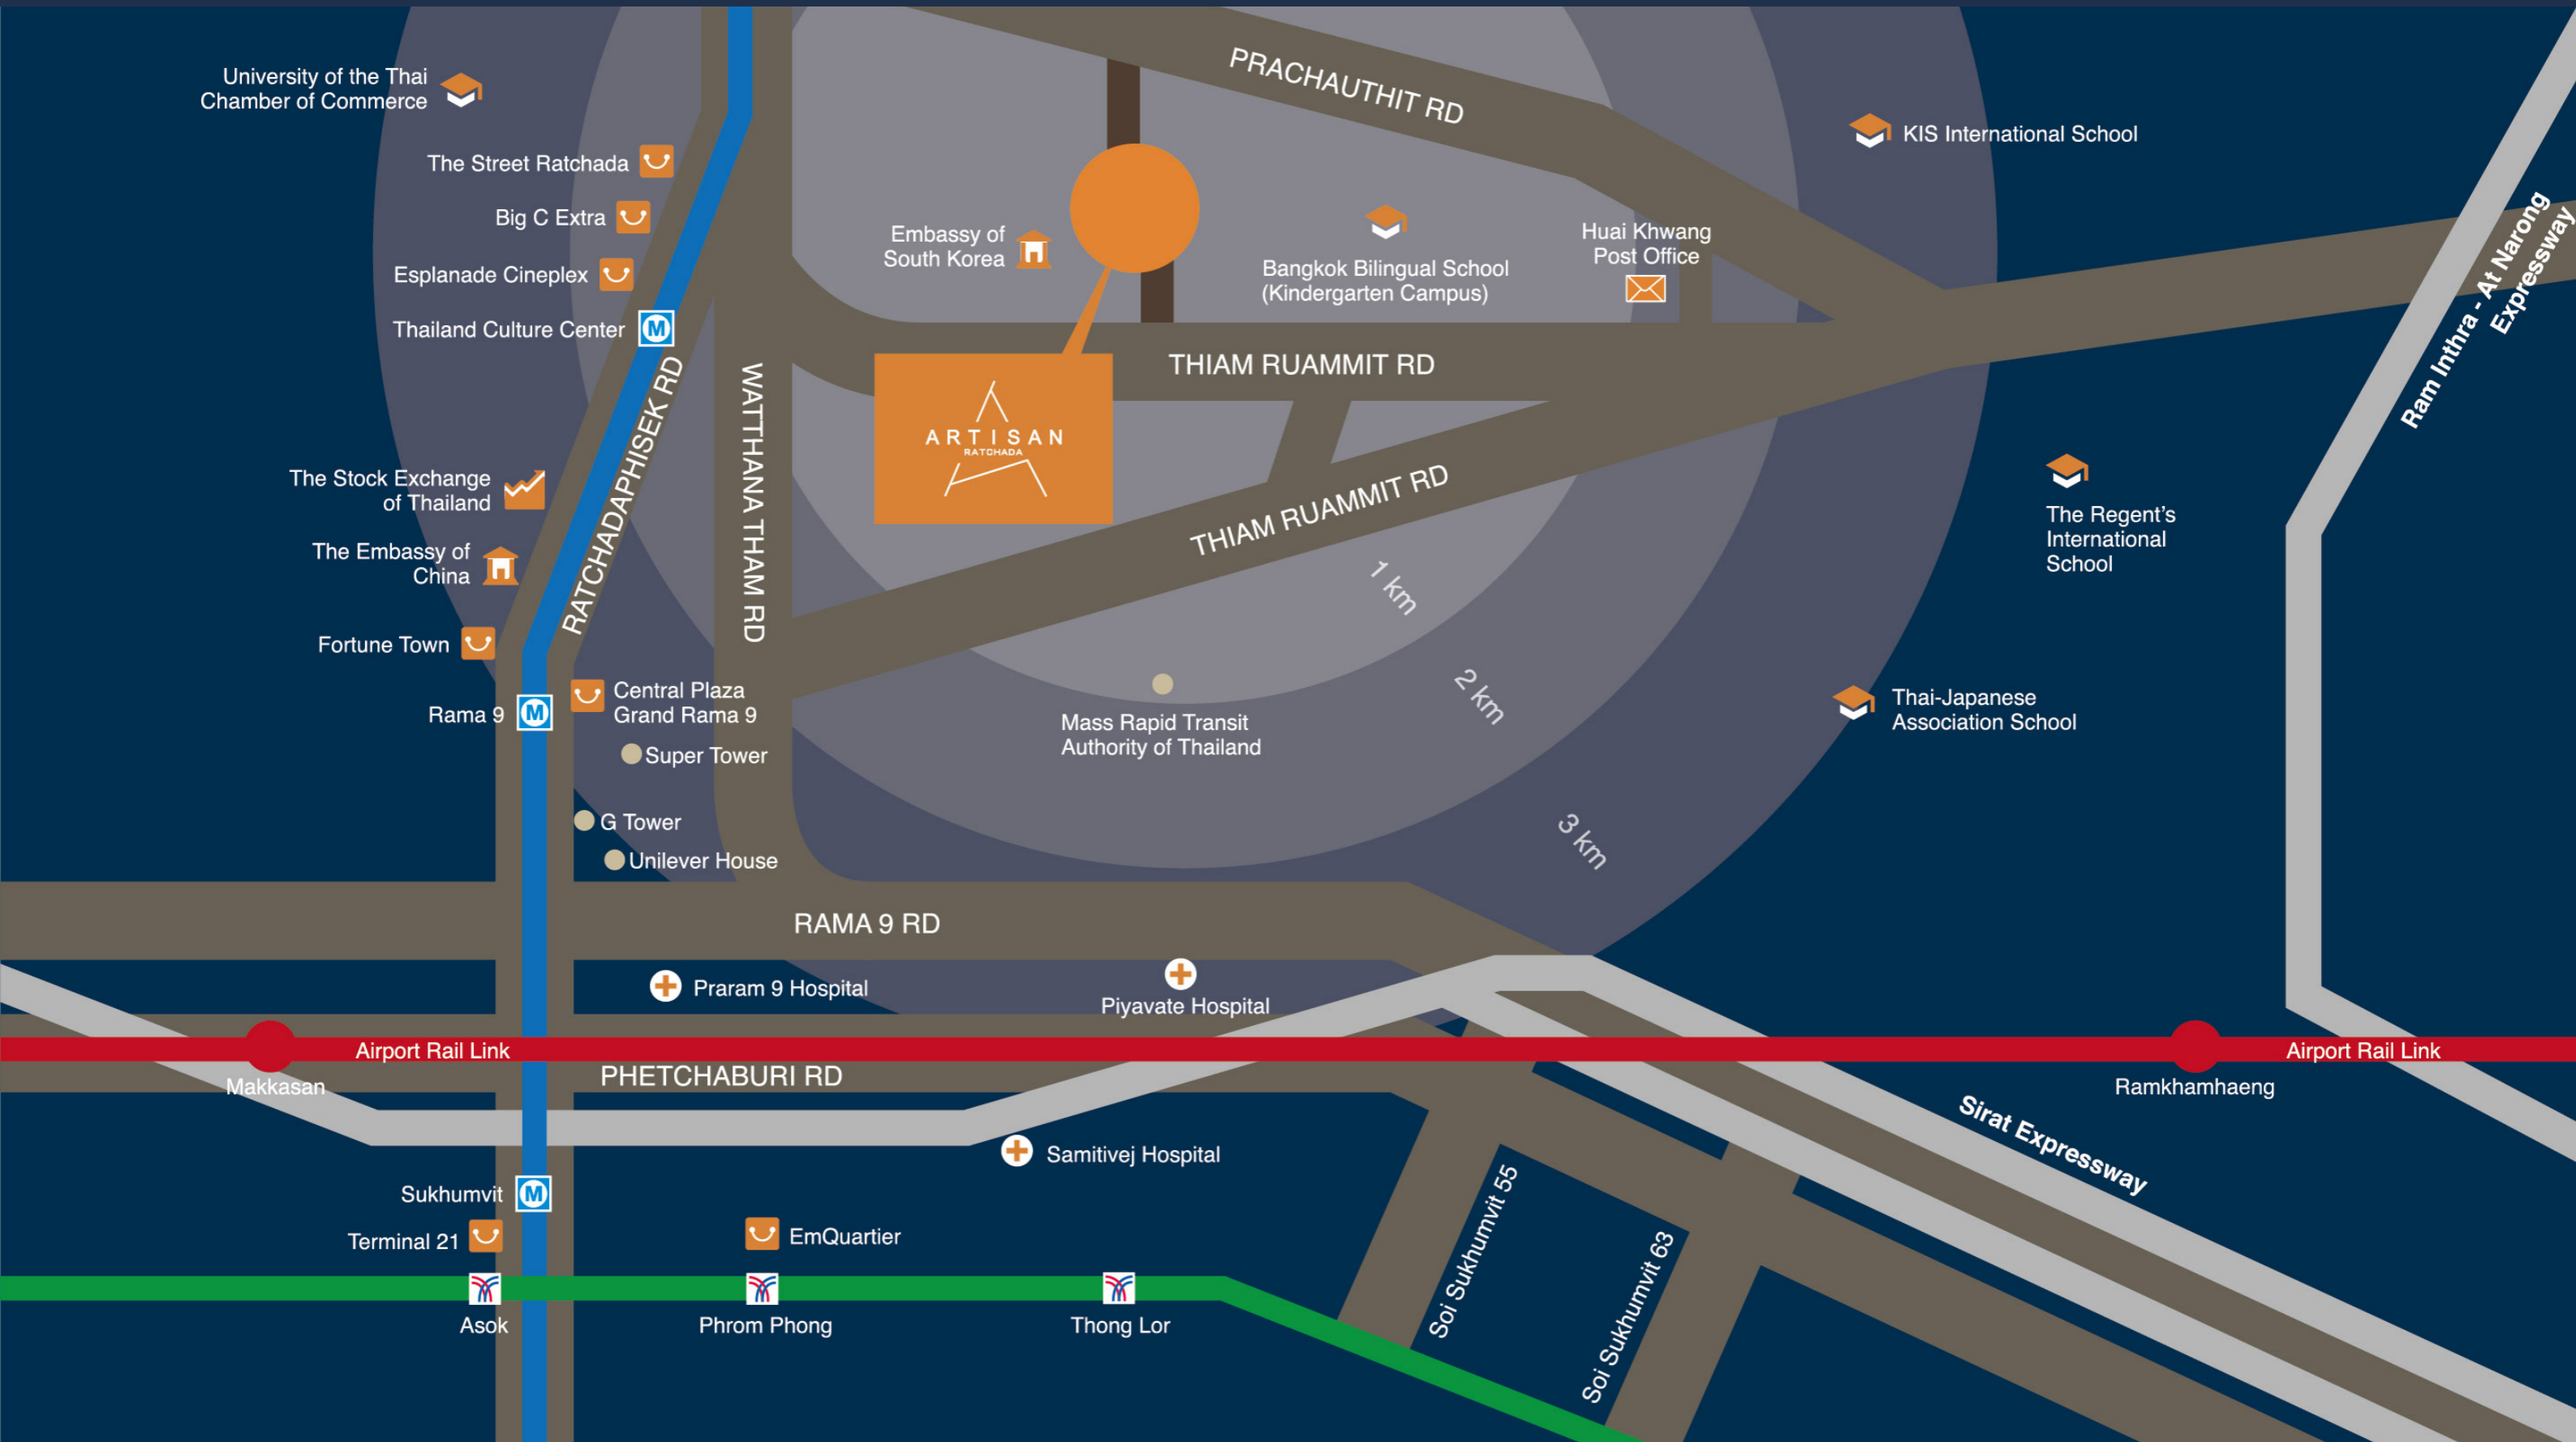 University of the Thai
Chamber of Commerce
The Street Ratchada
Big C Extra
Esplanade Cineplex
Thailand Culture Center
The Stock Exchange
of Thailand
The Embassy of
China
Fortune Town
Rama 9
RATCHADAPHISEK RD
WATTHANA THAM RD
Central Plaza
Grand Rama 9
Super Tower
G Tower
Unilever House
PRACHAUTHIT RD
Embassy of
South Korea
Bangkok Bilingual School
(Kindergarten Campus)
Huai Khwang
Post Office
THIAM RUAMMIT RD
ARTISAN
RATCHADA
THIAM RUAMMIT RD
1 km
2 km
3 km
Mass Rapid Transit
Authority of Thailand
KIS International School
Ram Inthra - At Narong
Expressway
The Regent's
International
School
Thai-Japanese
Association School
RAMA 9 RD
Praram 9 Hospital
Piyavate Hospital
Airport Rail Link
Makkasan
PHETCHABURI RD
Airport Rail Link
Ramkhamhaeng
Sirat Expressway
Samitivej Hospital
Sukhumvit
Terminal 21
EmQuartier
Asok
Phrom Phong
Thong Lor
Soi Sukhumvit 55
Soi Sukhumvit 63
M
M
M